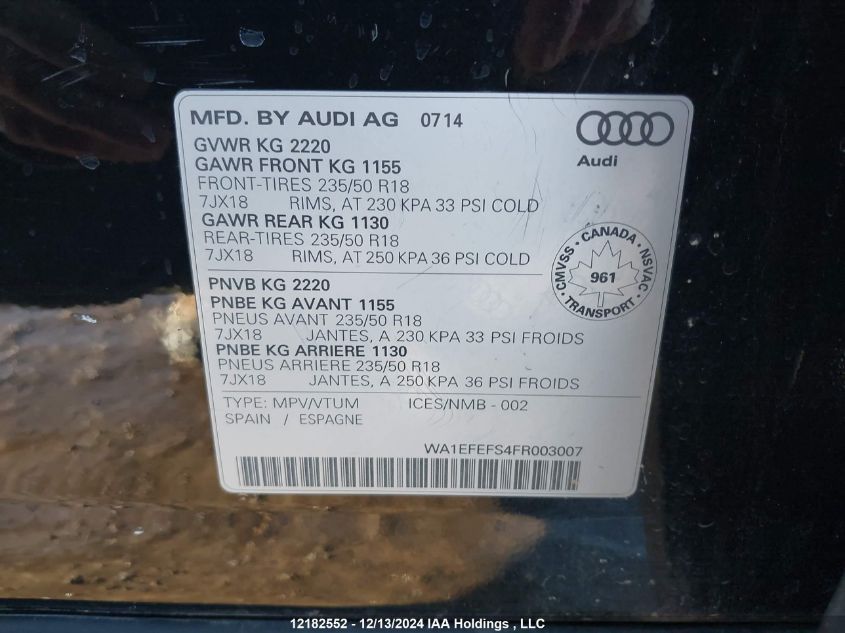 MFD. BY AUDI AG 0714
Audi
GVWR KG 2220
GAWR FRONT KG 1155
FRONT-TIRES 235/50 R18
7JX18 RIMS, AT 230 KPA 33 PSI COLD
GAWR REAR KG 1130
REAR-TIRES 235/50 R18
7JX18 RIMS, AT 250 KPA 36 PSI COLD
CMVSS - CANADA - NSVAC - TRANSPORT -
961
PNVB KG 2220
PNBE KG AVANT 1155
PNEUS AVANT 235/50 R18
7JX18 JANTES, A 230 KPA 33 PSI FROIDS
PNBE KG ARRIERE 1130
PNEUS ARRIERE 235/50 R18
7JX18 JANTES, A 250 KPA 36 PSI FROIDS
TYPE: MPV/VTUM ICES/NMB - 002
SPAIN / ESPAGNE
WA1EFEFS4FR003007
12182552 - 12/13/2024 IAA Holdings , LLC